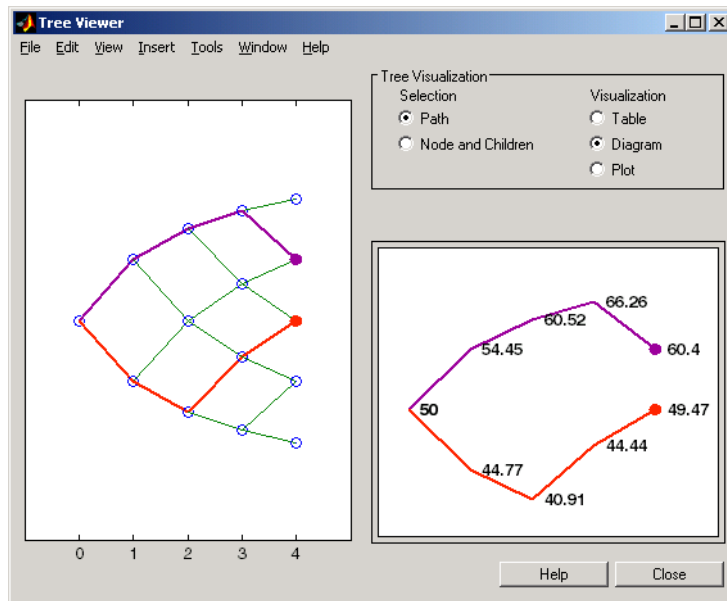 Tree Viewer
File Edit View Insert Tools Window Help
Tree Visualization
Selection
Visualization
Path
Table
Node and Children
Diagram
Plot
66.26
60.52
54.45
60.4
50
49.47
44.44
44.77
40.91
0 1 2 3 4
Help Close